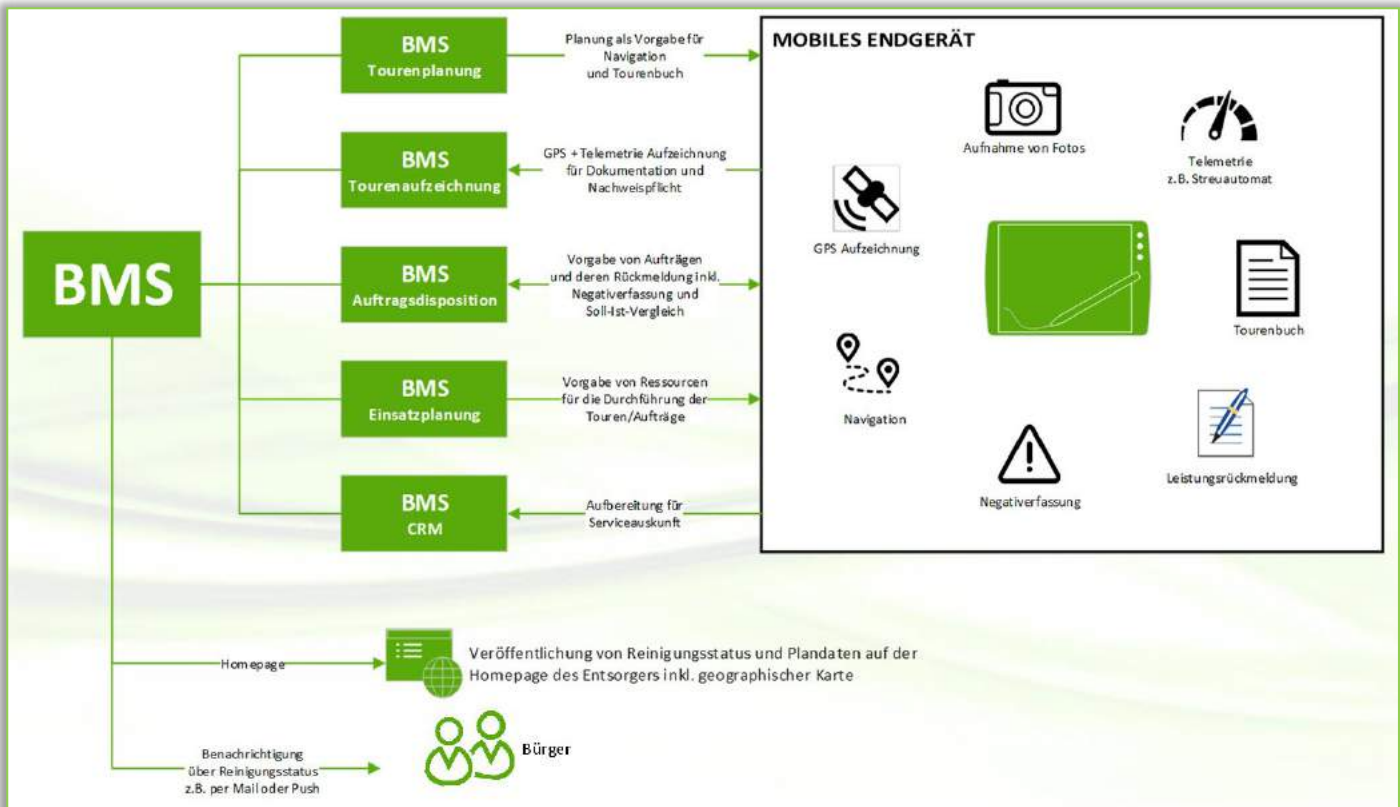 BMS
Tourenplanung
Planung als Vorgabe für
Navigation
und Tourenbuch
MOBILES ENDGERÄT
Aufnahme von Fotos
Telemetrie
z.B. Streuautomat
BMS
Tourenaufzeichnung
GPS + Telemetrie Aufzeichnung
für Dokumentation und
Nachweispflicht
GPS Aufzeichnung
BMS
BMS
Auftragsdisposition
Vorgabe von Aufträgen
und deren Rückmeldung inkl.
Negativerfassung und
Soll-Ist-Vergleich
Tourenbuch
BMS
Einsatzplanung
Vorgabe von Ressourcen
für die Durchführung der
Touren/Aufträge
Navigation
Leistungsrückmeldung
Negativerfassung
BMS
CRM
Aufbereitung für
Serviceauskunft
Homepage
Veröffentlichung von Reinigungsstatus und Plandaten auf der
Homepage des Entsorgers inkl. geographischer Karte
Bürger
Benachrichtigung
über Reinigungsstatus
z.B. per Mail oder Push